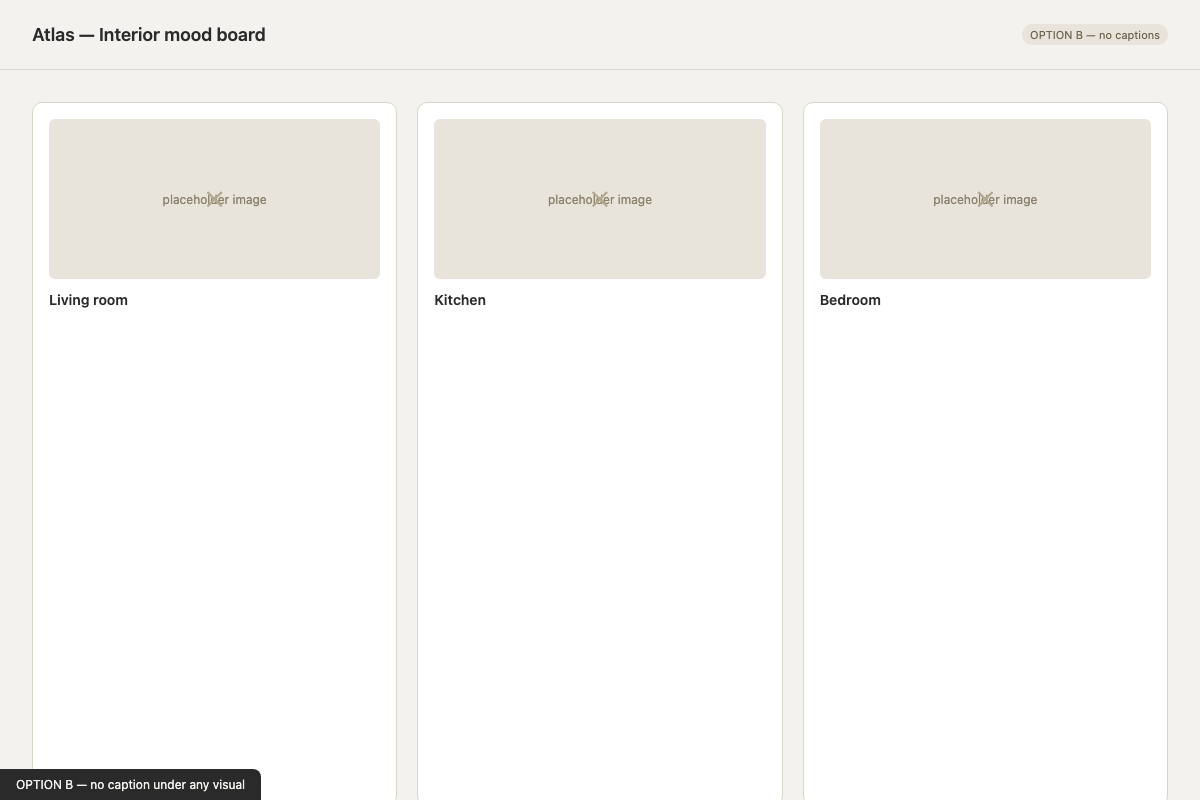 Atlas — Interior mood board
OPTION B — no captions
placeholder image
placeholder image
placeholder image
Living room
Kitchen
Bedroom
OPTION B — no caption under any visual